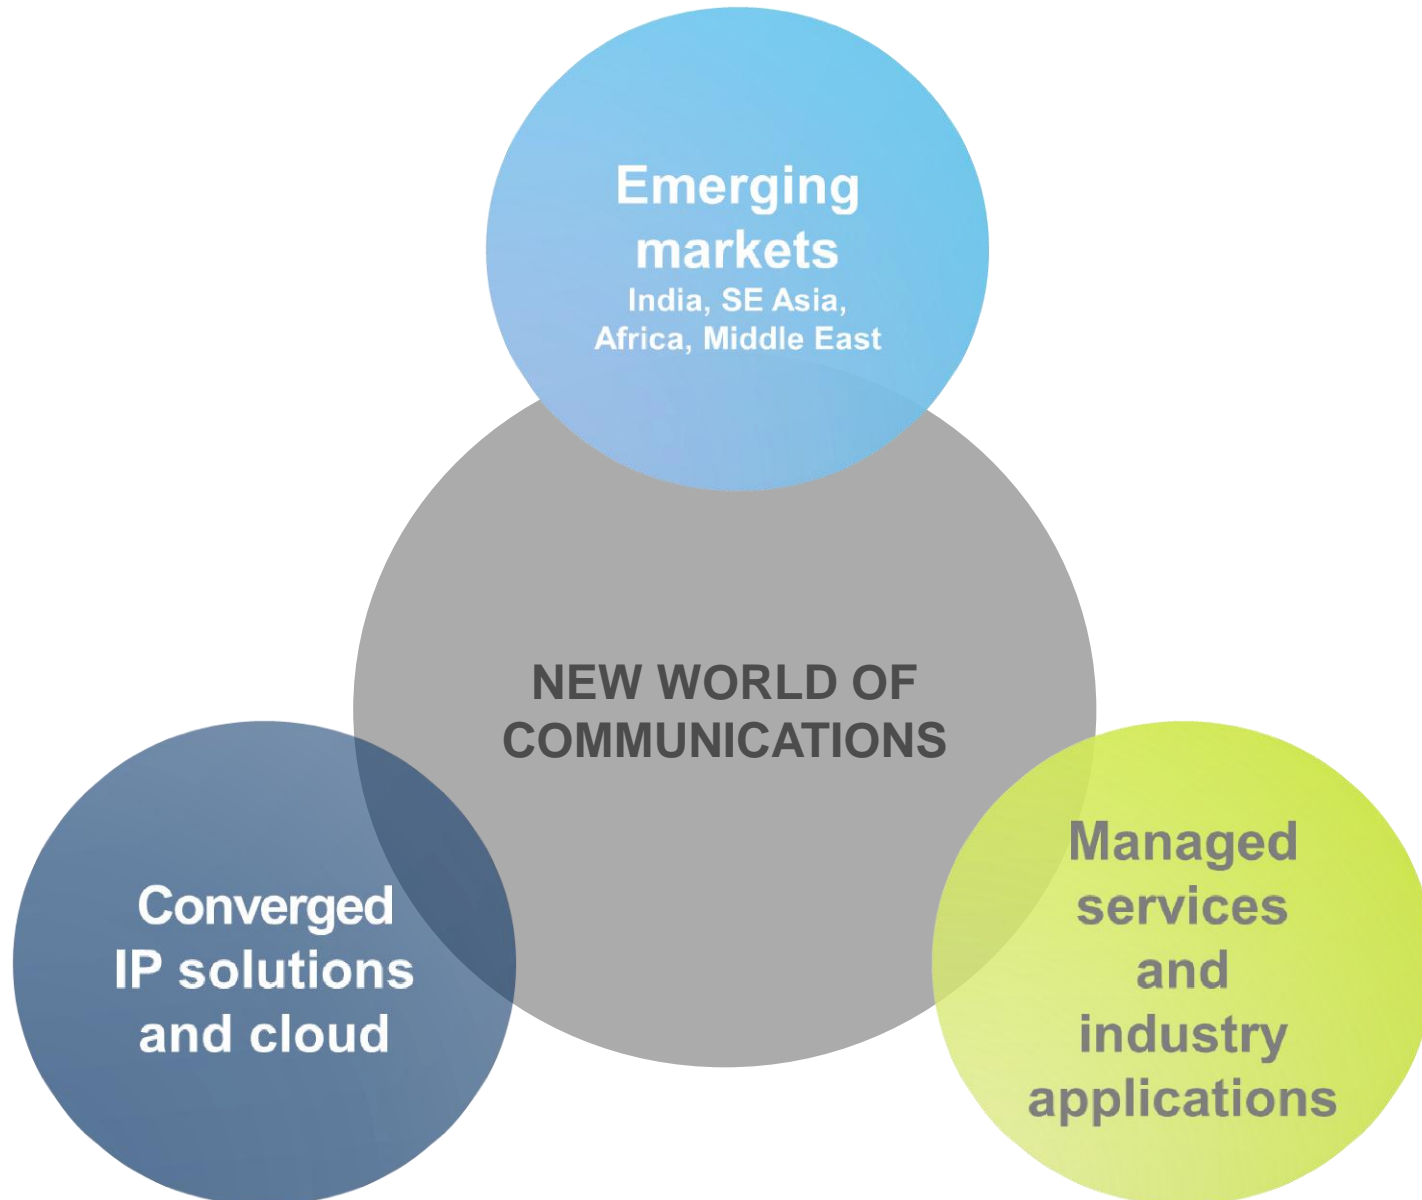 Emerging
markets
India, SE Asia,
Africa, Middle East
NEW WORLD OF
COMMUNICATIONS
Converged
IP solutions
and cloud
Managed
services
and
industry
applications